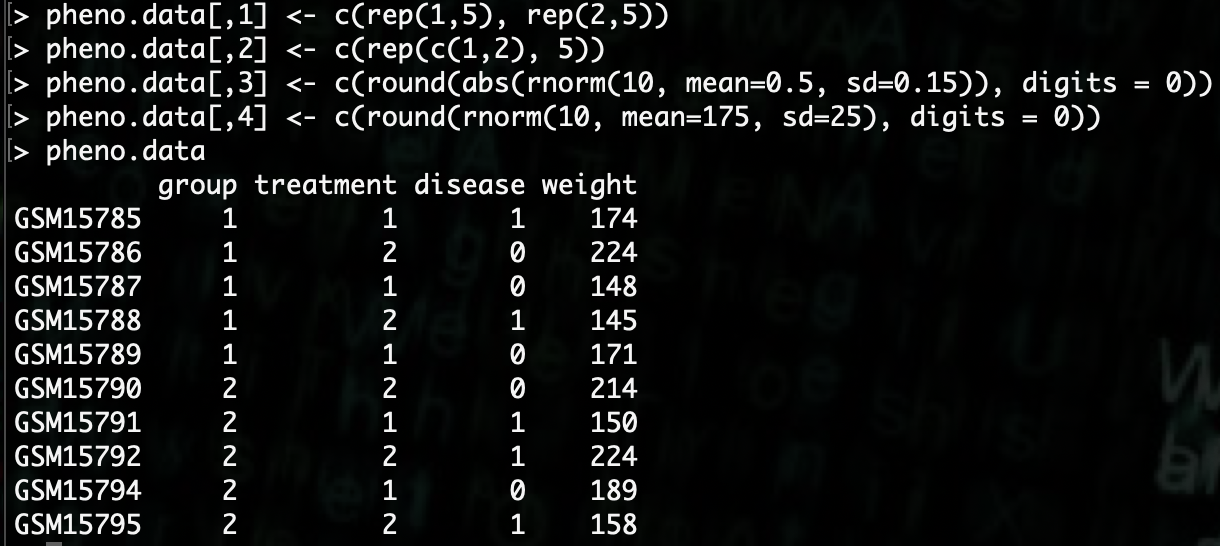 [> pheno.data[,1] <- c(rep(1,5), rep(2,5))
[> pheno.data[,2] <- c(rep(c(1,2), 5))
[> pheno.data[,3] <- c(round(abs(rnorm(10, mean=0.5, sd=0.15)), digits = 0))
[> pheno.data[,4] <- c(round(rnorm(10, mean=175, sd=25), digits = 0))
[> pheno.data
group treatment disease weight
GSM15785 1 1 1 174
GSM15786 1 2 0 224
GSM15787 1 1 0 148
GSM15788 1 2 1 145
GSM15789 1 1 0 171
GSM15790 2 2 0 214
GSM15791 2 1 1 150
GSM15792 2 2 1 224
GSM15794 2 1 0 189
GSM15795 2 2 1 158